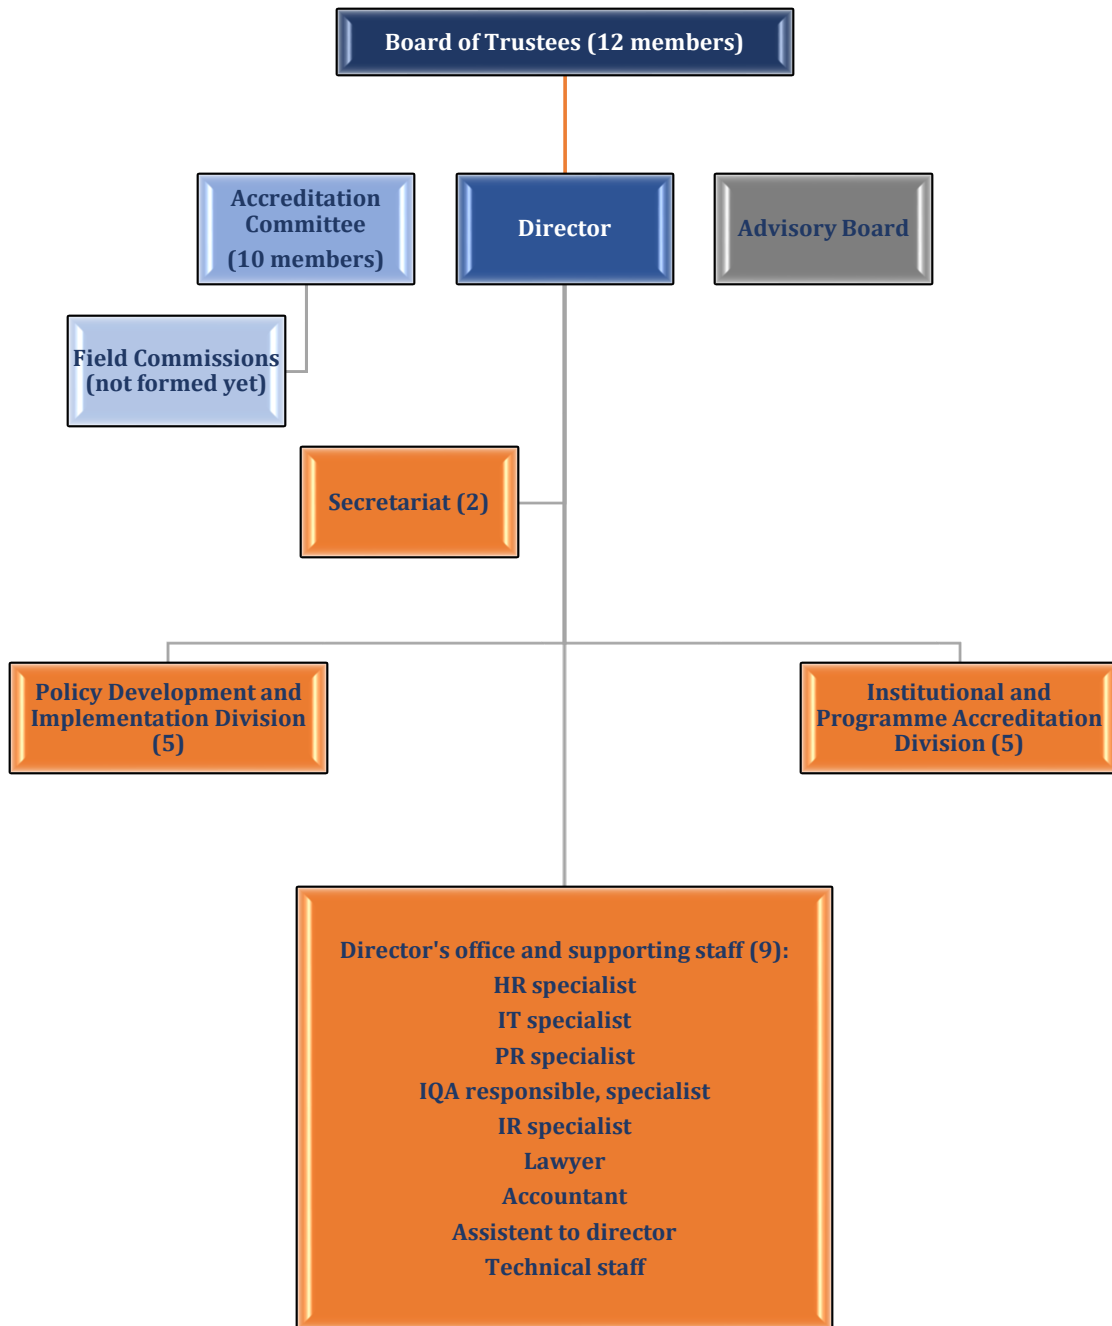 Board of Trustees (12 members)
Accreditation
Committee
(10 members)
Director
Advisory Board
Field Commissions
(not formed yet)
Secretariat (2)
Policy Development and
Implementation Division
(5)
Institutional and
Programme Accreditation
Division (5)
Director's office and supporting staff (9):
HR specialist
IT specialist
PR specialist
IQA responsible, specialist
IR specialist
Lawyer
Accountant
Assistent to director
Technical staff